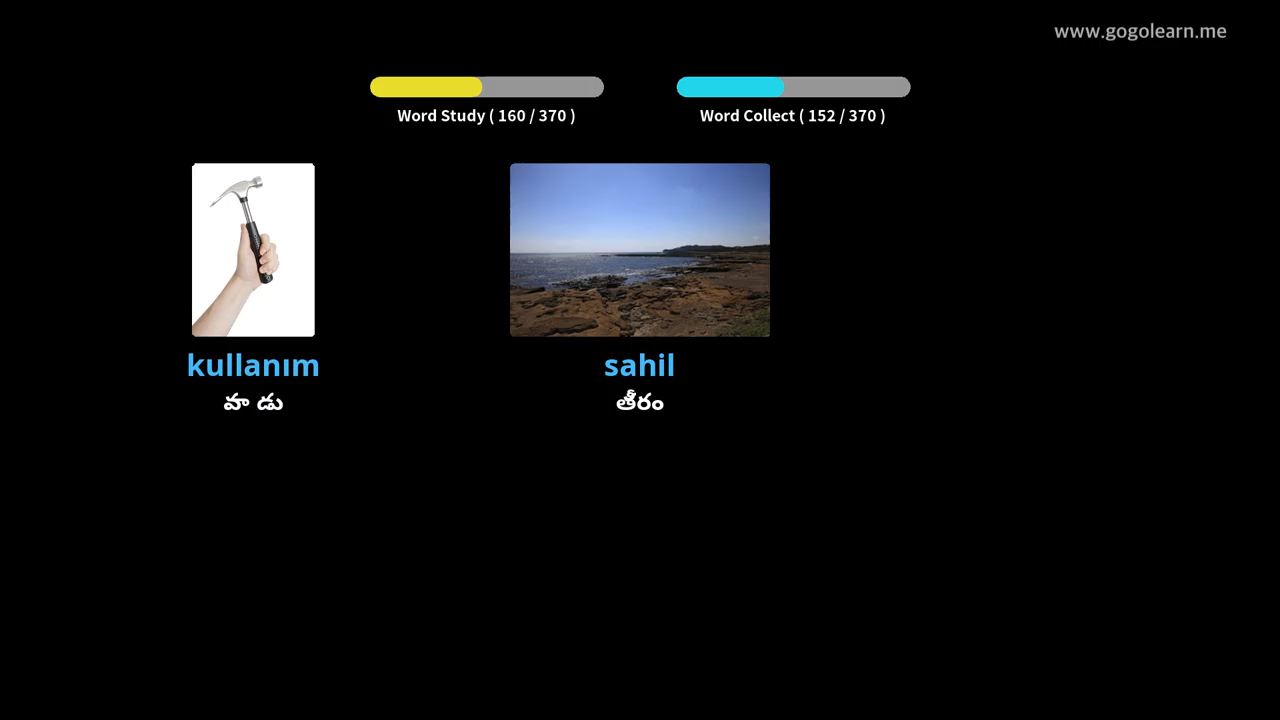 www.gogolearn.me
Word Study ( 160 / 370 )
Word Collect ( 152 / 370 )
kullanım
వా డు
sahil
తీరం